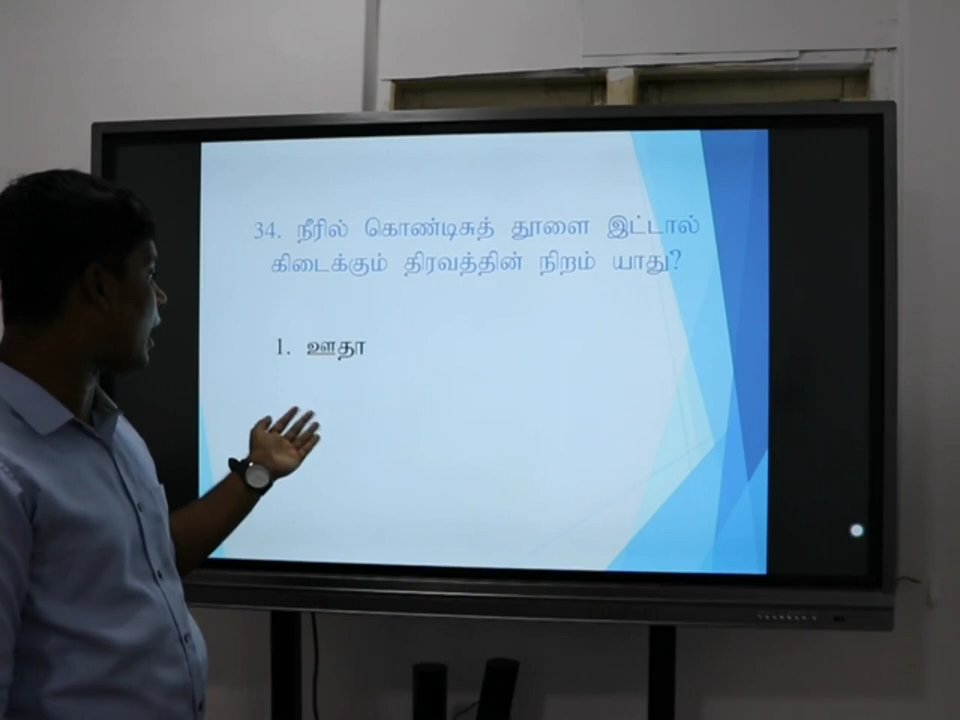 34. நீரில் கொண்டிசுத் தூளை இட்டால்
கிடைக்கும் திரவத்தின் நிறம் யாது?
1. ஊதா